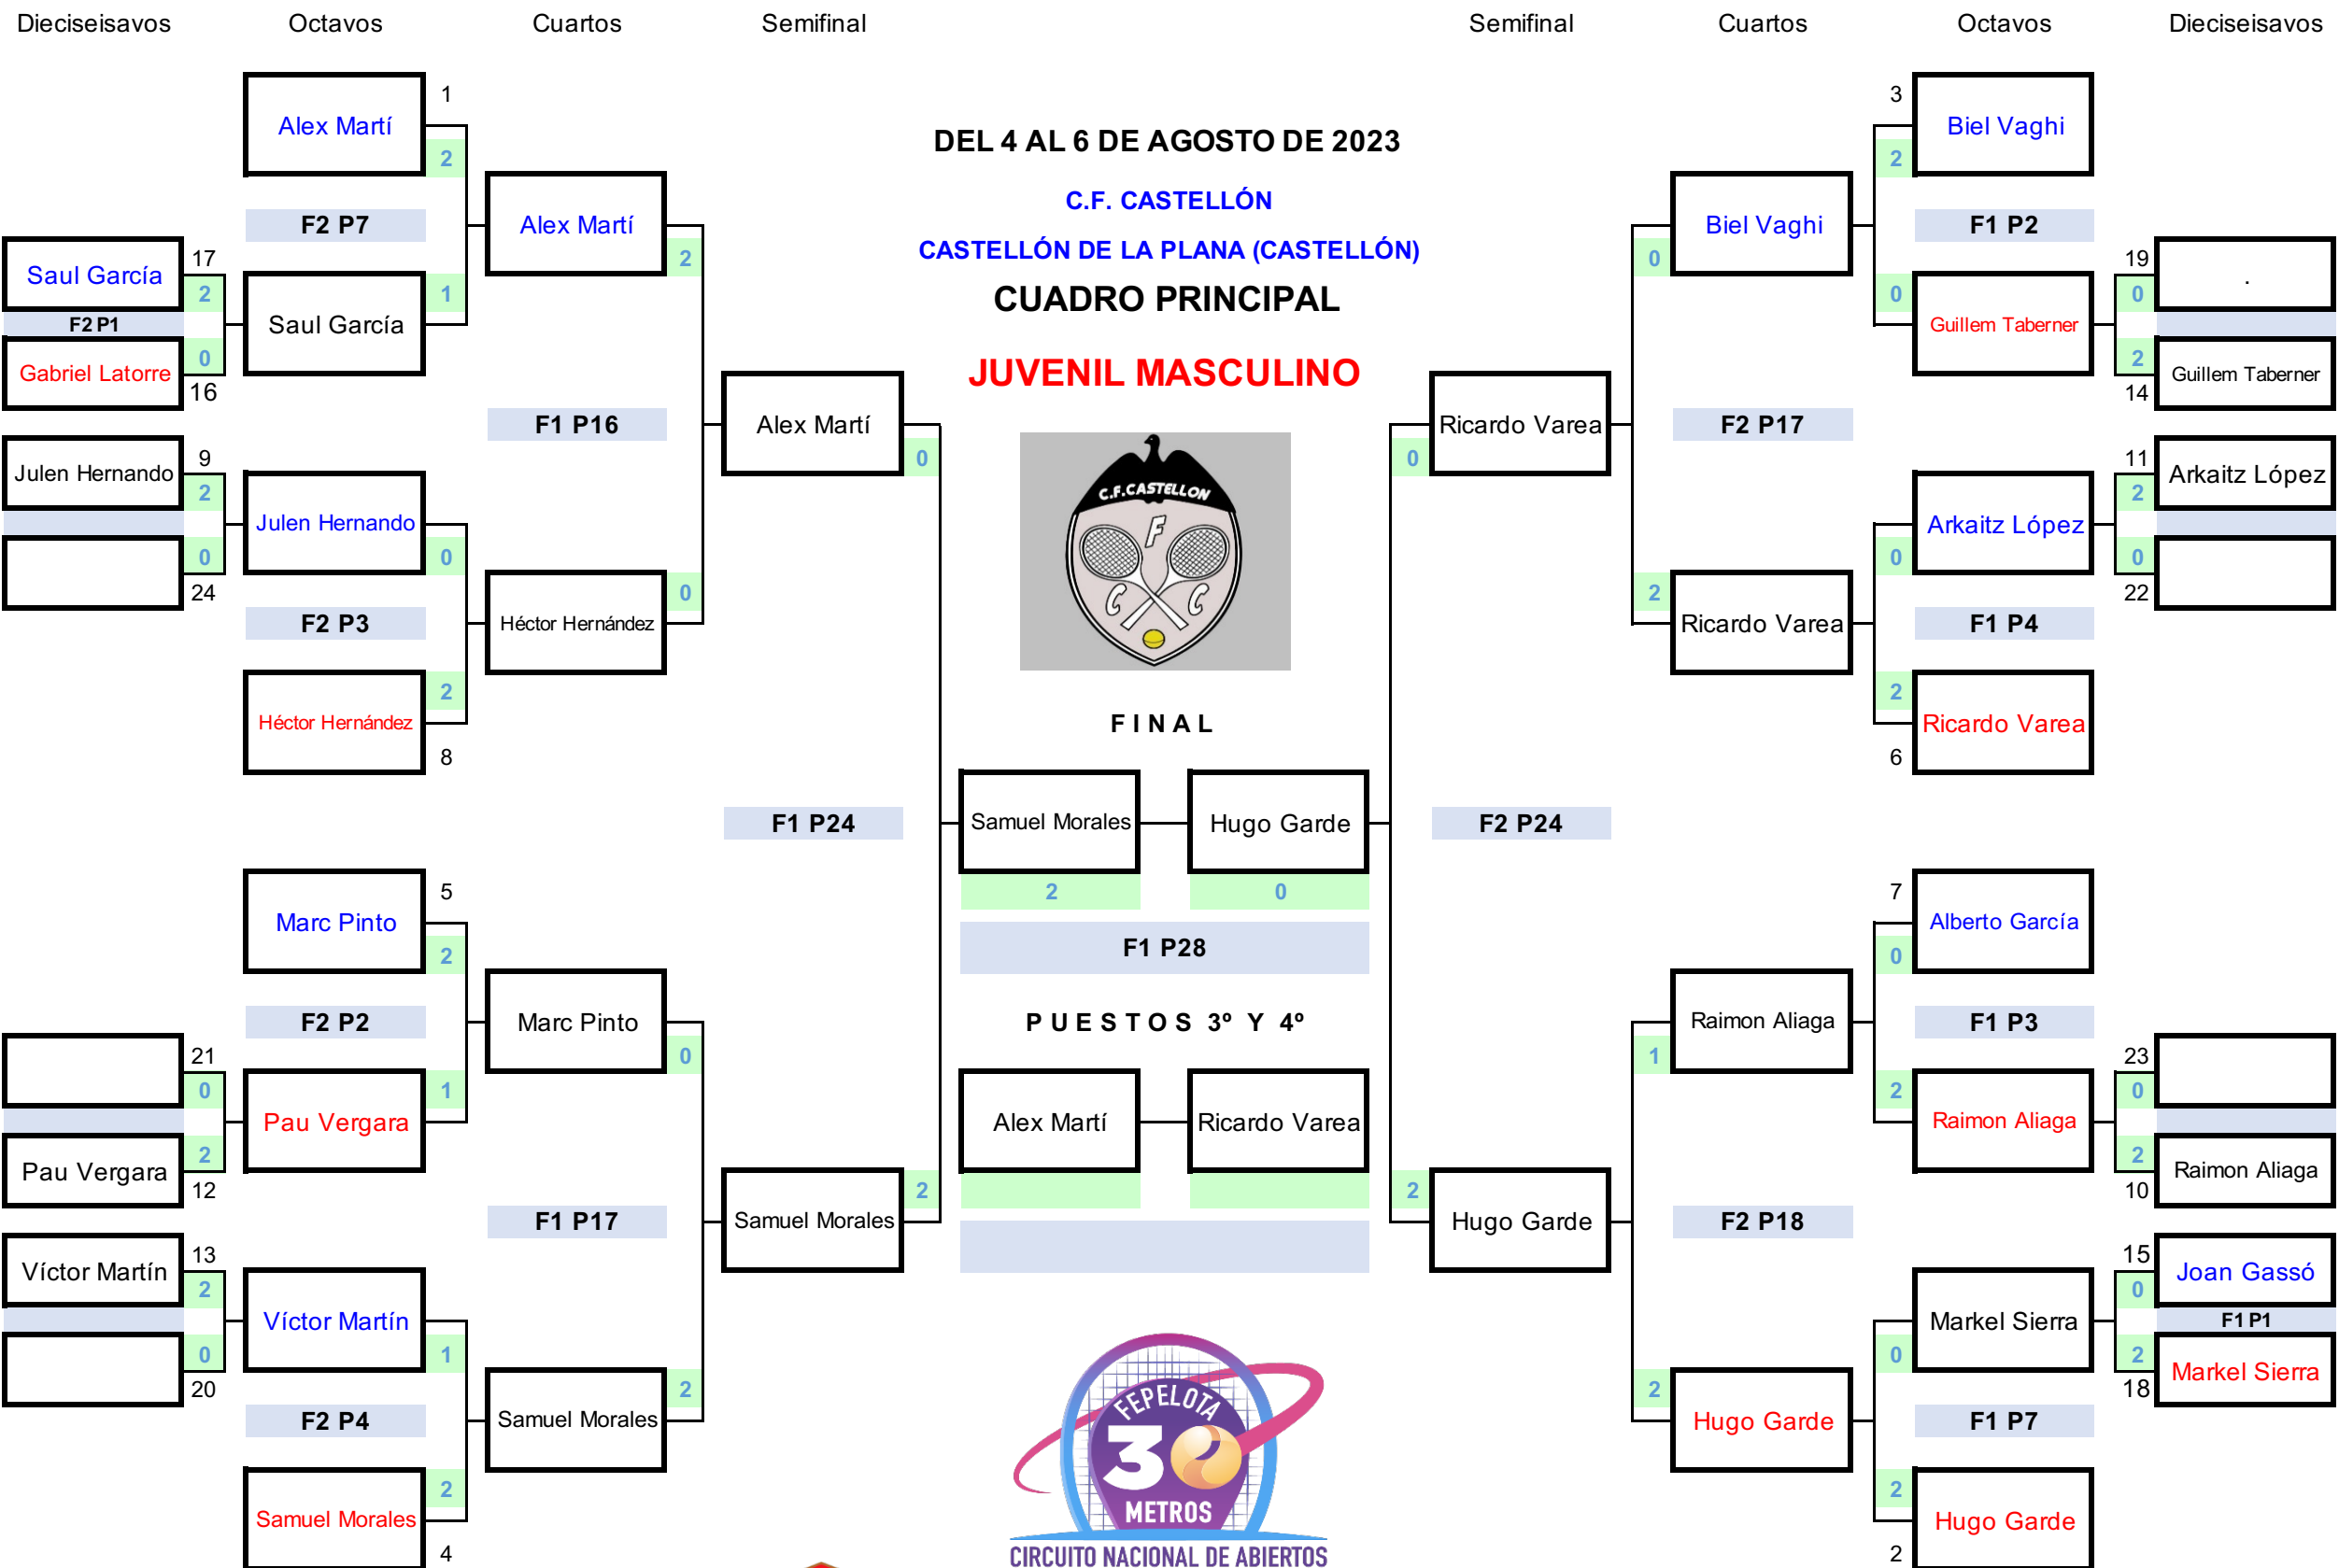 Dieciseisavos
Octavos
Cuartos
Semifinal
Semifinal
Cuartos
Octavos
Dieciseisavos
DEL 4 AL 6 DE AGOSTO DE 2023
C.F. CASTELLÓN
CASTELLÓN DE LA PLANA (CASTELLÓN)
CUADRO PRINCIPAL
JUVENIL MASCULINO
C.F.CASTELLON
F
C C
Saul García
17
2
F2 P1
0
Gabriel Latorre
16
Julen Hernando
9
2
0
24
21
0
Pau Vergara
2
12
Víctor Martín
13
2
0
20
Alex Martí
1
2
F2 P7
1
Saul García
Julen Hernando
0
F2 P3
2
Héctor Hernández
8
Marc Pinto
5
2
F2 P2
1
Pau Vergara
Víctor Martín
1
F2 P4
2
Samuel Morales
4
Alex Martí
2
F1 P16
0
Héctor Hernández
Marc Pinto
0
F1 P17
2
Samuel Morales
Alex Martí
0
F1 P24
2
Samuel Morales
F I N A L
Samuel Morales
Hugo Garde
2
0
F1 P28
P U E S T O S 3º Y 4º
Alex Martí
Ricardo Varea
Ricardo Varea
0
F2 P24
2
Hugo Garde
Biel Vaghi
0
F2 P17
2
Ricardo Varea
Raimon Aliaga
1
F2 P18
2
Hugo Garde
3
Biel Vaghi
2
F1 P2
0
Guillem Taberner
Arkaitz López
0
F1 P4
2
Ricardo Varea
6
7
Alberto García
0
F1 P3
2
Raimon Aliaga
Markel Sierra
0
F1 P7
2
Hugo Garde
2
19
.
0
2
Guillem Taberner
14
11
Arkaitz López
2
0
22
23
0
2
Raimon Aliaga
10
15
Joan Gassó
0
F1 P1
2
Markel Sierra
18
FEPELOTA
30
METROS
CIRCUITO NACIONAL DE ABIERTOS